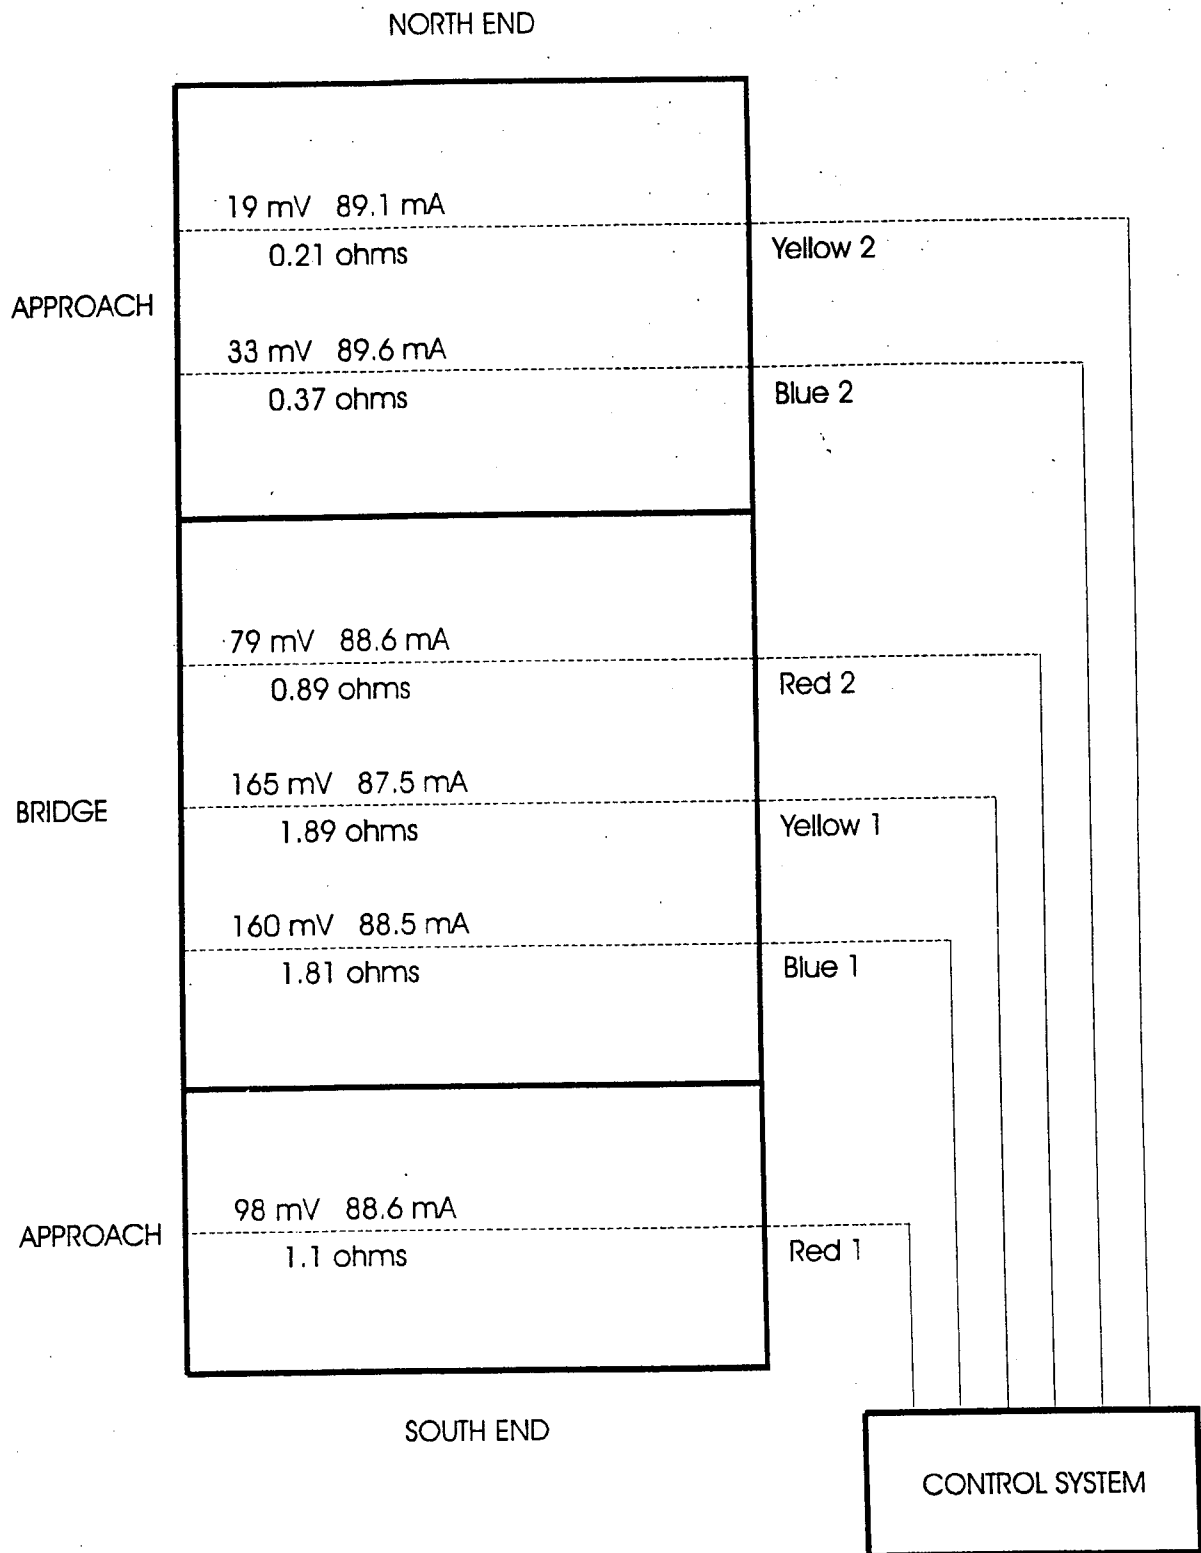 NORTH END
19 mV 89.1 mA
0.21 ohms
Yellow 2
APPROACH
33 mV 89.6 mA
0.37 ohms
Blue 2
79 mV 88.6 mA
0.89 ohms
Red 2
165 mV 87.5 mA
BRIDGE
1.89 ohms
Yellow 1
160 mV 88.5 mA
1.81 ohms
Blue 1
98 mV 88.6 mA
APPROACH
1.1 ohms
Red 1
SOUTH END
CONTROL SYSTEM